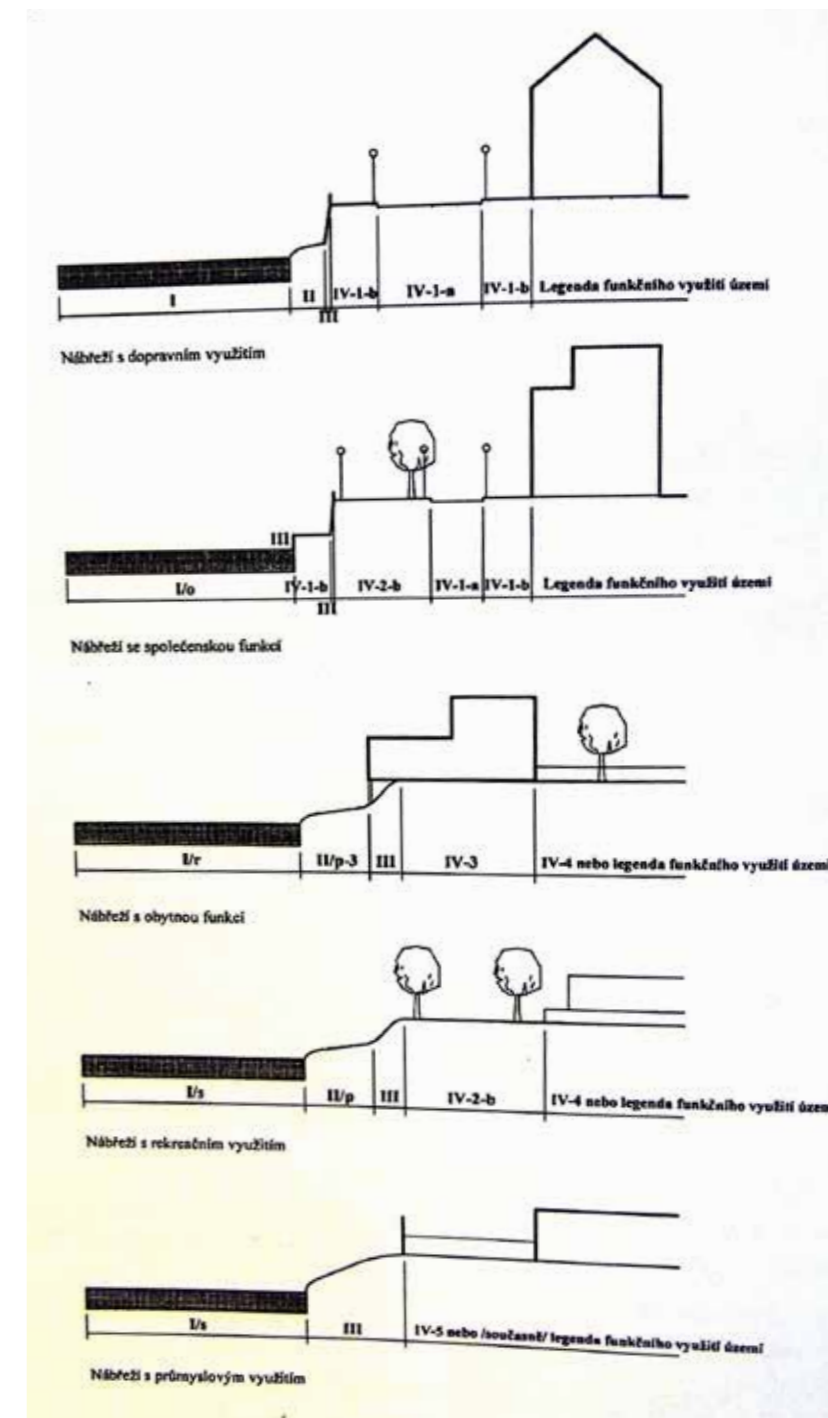 I II IV-1-b IV-1-a IV-1-b Legenda funkčního využití území
III
Nábřeží s dopravním využitím
III
I/o IV-1-b IV-2-b IV-1-a IV-1-b Legenda funkčního využití území
III
Nábřeží se společenskou funkcí
I/r II/p-3 III IV-3 IV-4 nebo legenda funkčního využití území
Nábřeží s obytnou funkcí
I/s II/p III IV-2-b IV-4 nebo legenda funkčního využití územ
Nábřeží s rekreačním využitím
I/s III IV-5 nebo /současně/ legenda funkčního využití území
Nábřeží s průmyslovým využitím